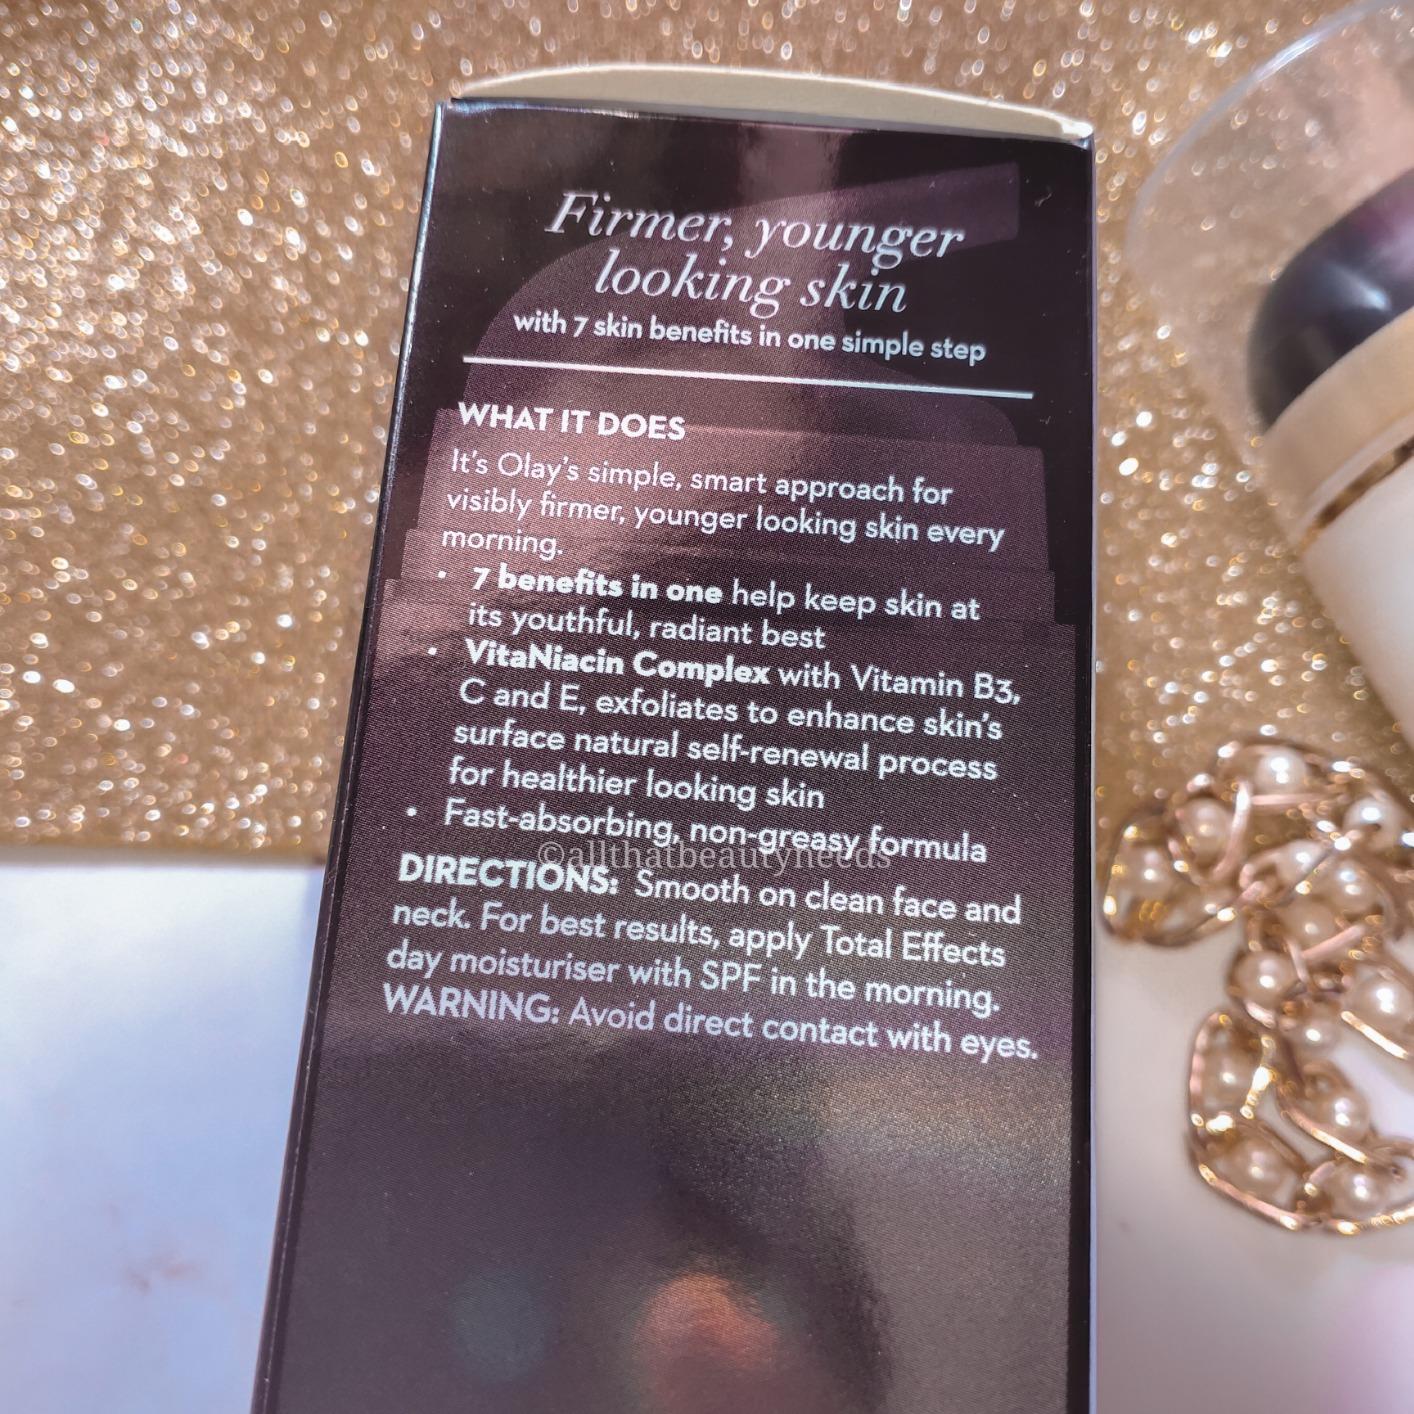 Firmer, younger
looking skin
with 7 skin benefits in one simple step
WHAT IT DOES
It's Olay's simple, smart approach for
visibly firmer, younger looking skin every
morning.
• 7 benefits in one help keep skin at
its youthful, radiant best
• VitaNiacin Complex with Vitamin B3,
C and E, exfoliates to enhance skin's
surface natural self-renewal process
for healthier looking skin
• Fast-absorbing, non-greasy formula
©allthatbeautyneeds
DIRECTIONS: Smooth on clean face and
neck. For best results, apply Total Effects
day moisturiser with SPF in the morning.
WARNING: Avoid direct contact with eyes.